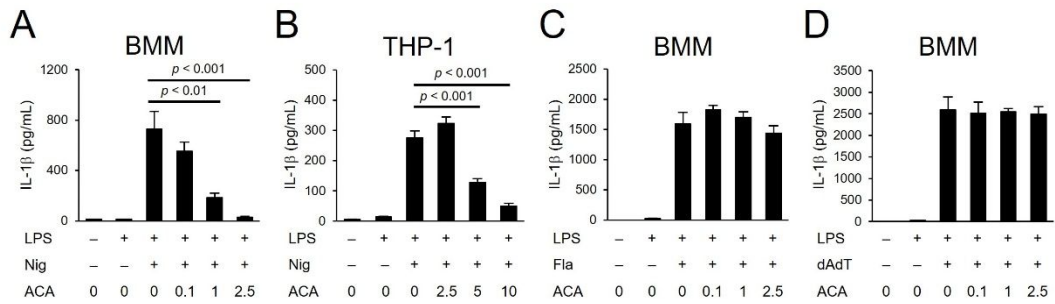 A B C D
BMM THP-1 BMM BMM
IL-1β (pg/mL)
1200
800
400
0
p < 0.001
p < 0.01
LPS – + + + + +
Nig – – + + + +
ACA 0 0 0 0.1 1 2.5
IL-1β (pg/mL)
500
400
300
200
100
0
p < 0.001
p < 0.001
LPS – + + + + +
Nig – – + + + +
ACA 0 0 0 2.5 5 10
IL-1β (pg/mL)
2500
2000
1500
1000
500
0
LPS – + + + + +
Fla – – + + + +
ACA 0 0 0 0.1 1 2.5
IL-1β (pg/mL)
3500
3000
2500
2000
1500
1000
500
0
LPS – + + + + +
dAdT – – + + + +
ACA 0 0 0 0.1 1 2.5